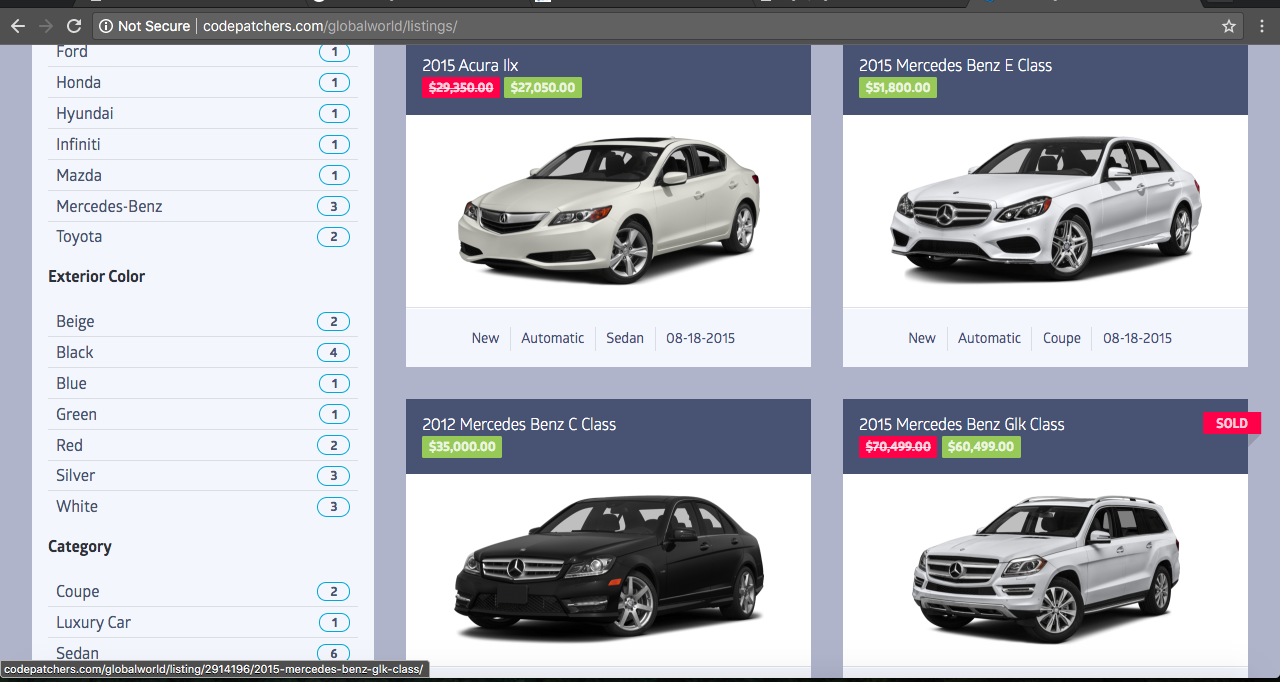 Not Secure | codepatchers.com/globalworld/listings/
Ford 1
Honda 1
Hyundai 1
Infiniti 1
Mazda 1
Mercedes-Benz 3
Toyota 2
Exterior Color
Beige 2
Black 4
Blue 1
Green 1
Red 2
Silver 3
White 3
Category
Coupe 2
Luxury Car 1
Sedan 6
2015 Acura Ilx
$29,350.00 $27,050.00
New Automatic Sedan 08-18-2015
2015 Mercedes Benz E Class
$51,800.00
New Automatic Coupe 08-18-2015
2012 Mercedes Benz C Class
$35,000.00
2015 Mercedes Benz Glk Class
SOLD
$70,499.00 $60,499.00
codepatchers.com/globalworld/listing/2914196/2015-mercedes-benz-glk-class/